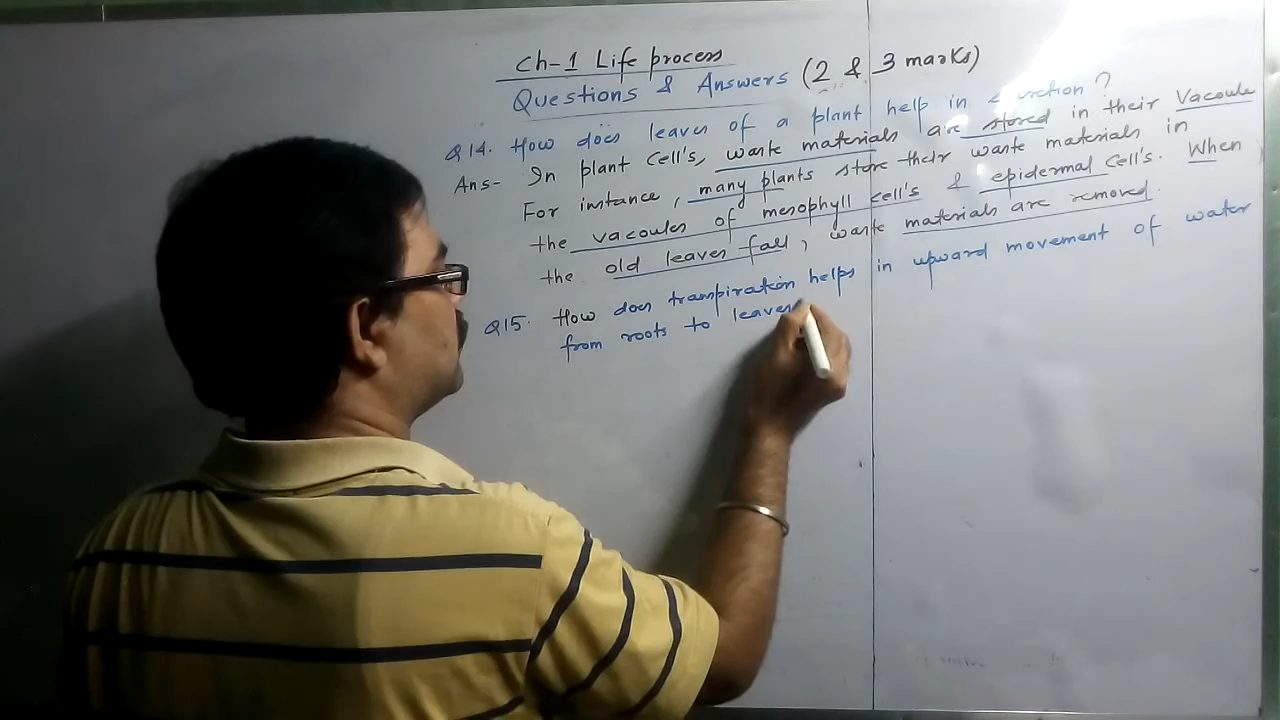 Ch-1 Life process
Questions & Answers (2 & 3 marks)
Q14. How does leaves of a plant help in excretion?
Ans- In plant cell's, waste materials are stored in their vacoule
For instance, many plants store their waste materials in
the vacoules of mesophyll cell's & epidermal cell's. When
the old leaves fall, waste materials are removed.
Q15. How does transpiration helps in upward movement of water
from roots to leaves